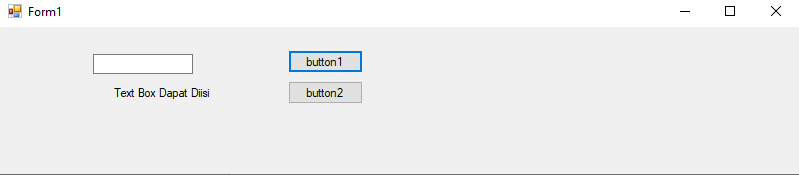 Form1
button1
Text Box Dapat Diisi
button2